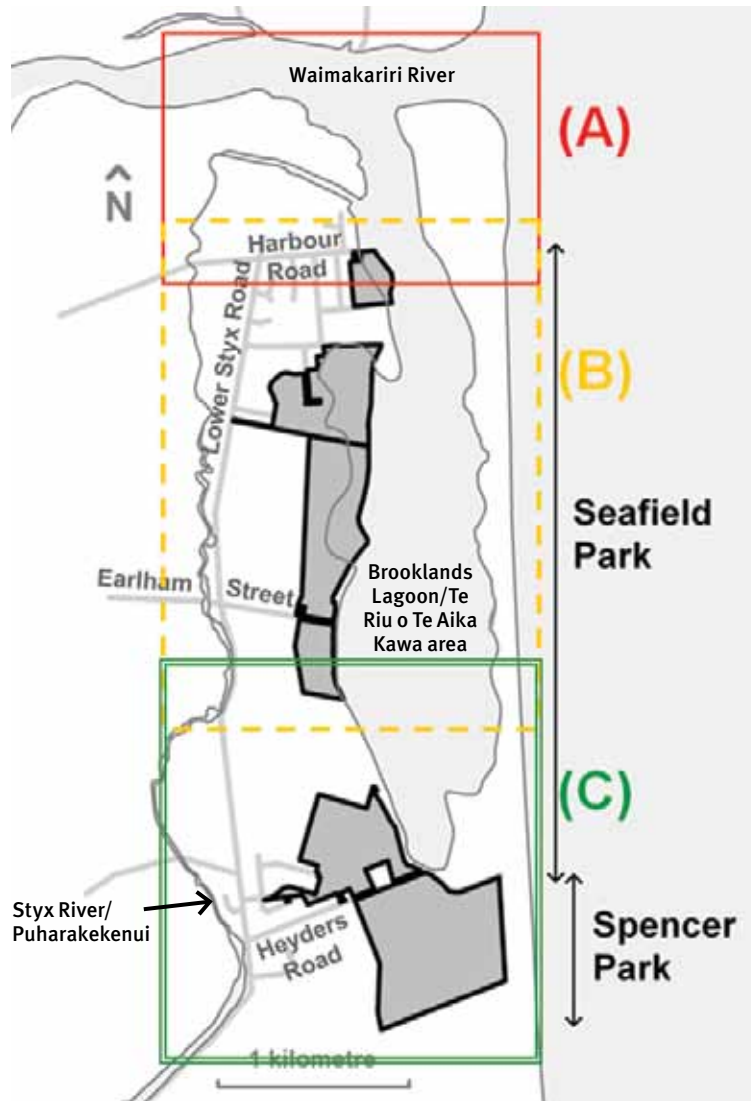 Waimakariri River
(A)
N
Harbour
Road
Lower Styx Road
(B)
Seafield
Park
Earlham Street
Brooklands
Lagoon/Te
Riu o Te Aika
Kawa area
(C)
Styx River/
Puharakekenui
Heyders
Road
Spencer
Park
1 kilometre